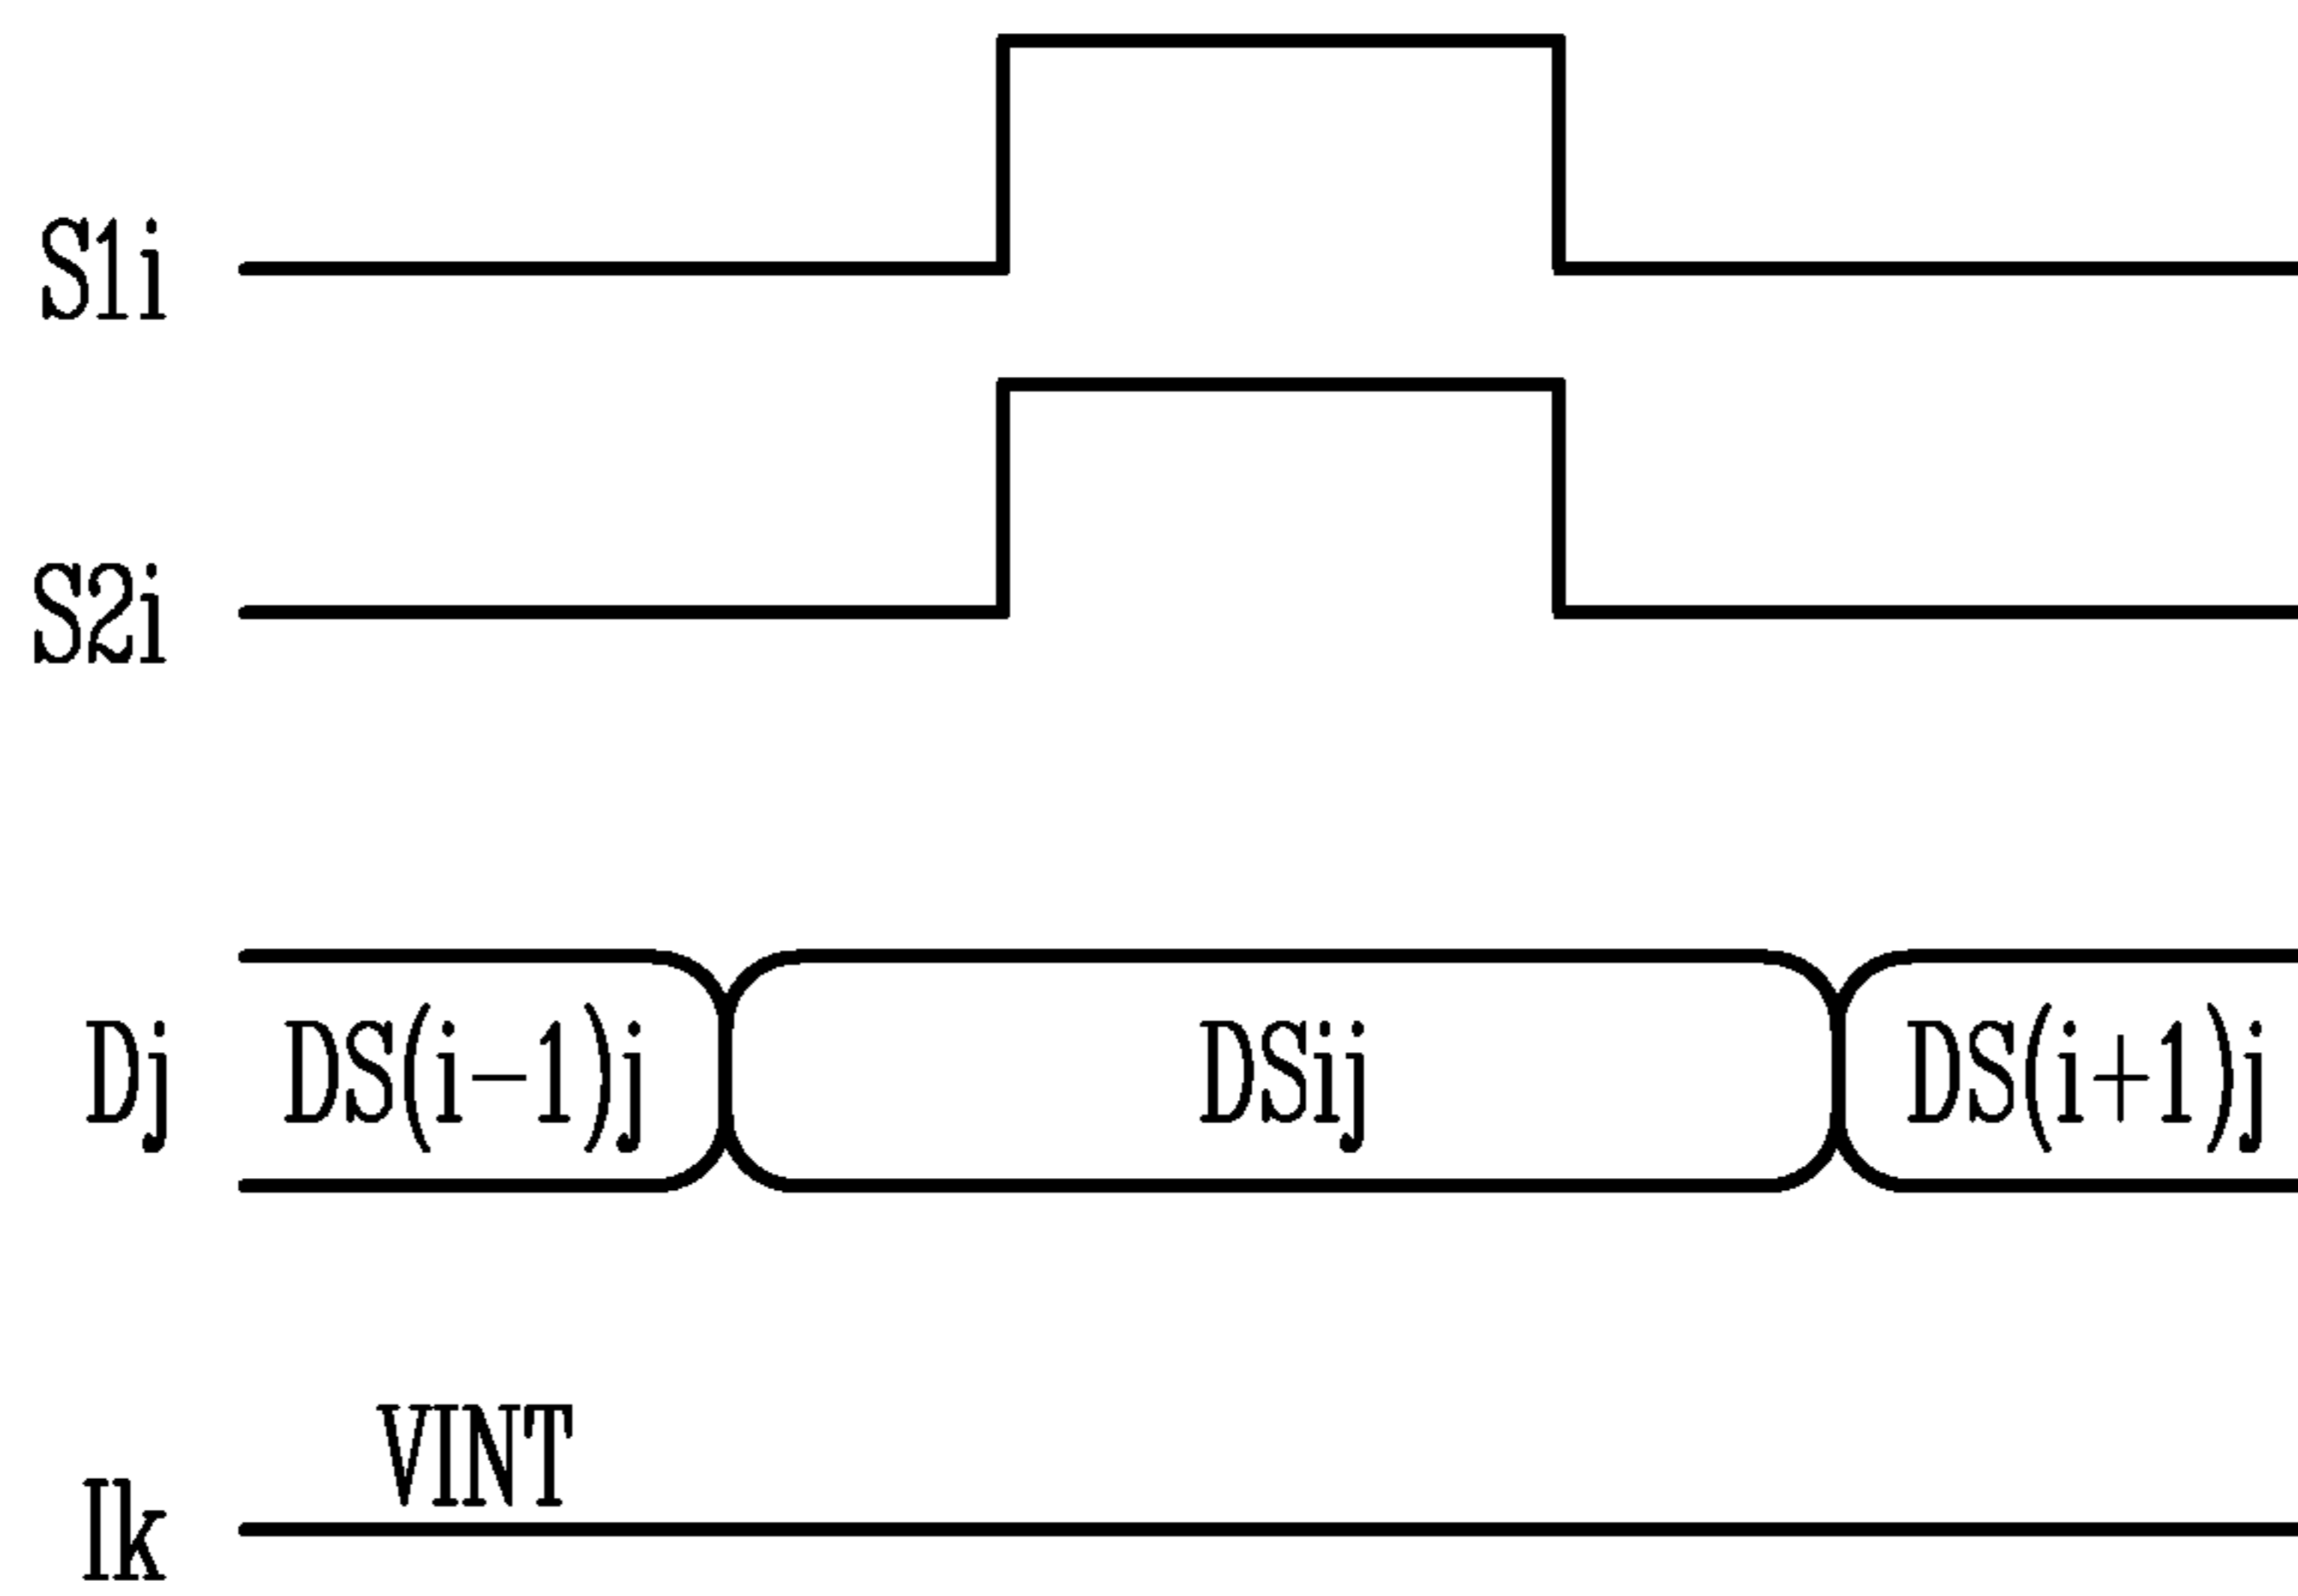 S1i
S2i
Dj DS(i-1)j DSij DS(i+1)j
VINT
Ik